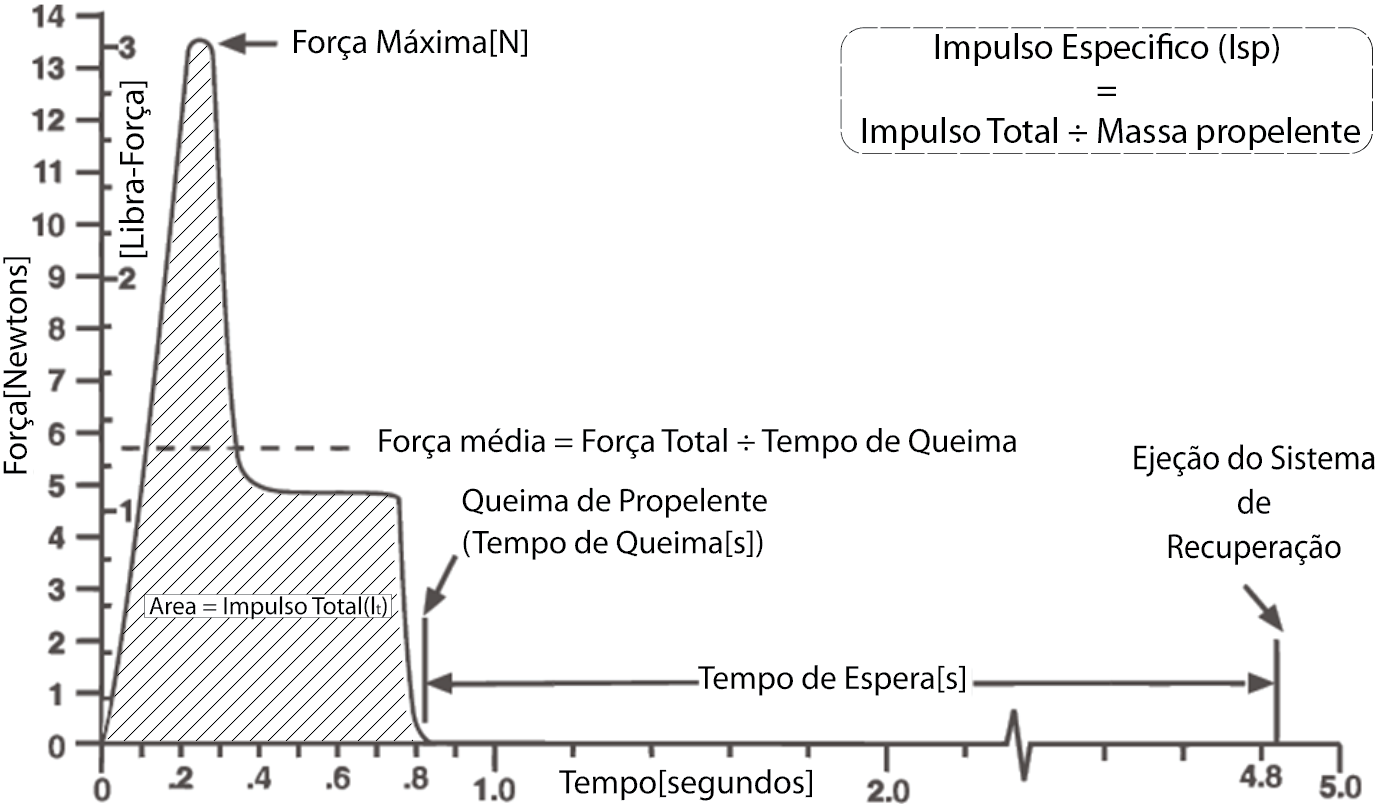 14
13
12
11
10
9
8
7
6
5
4
3
2
1
0
Força[Newtons]
3
2
1
[Libra-Força]
Força Máxima[N]
Impulso Especifico (Isp)
=
Impulso Total ÷ Massa propelente
Força média = Força Total ÷ Tempo de Queima
Queima de Propelente
(Tempo de Queima[s])
Ejeção do Sistema
de
Recuperação
Area = Impulso Total(It)
Tempo de Espera[s]
0 .2 .4 .6 .8 1.0 2.0 4.8 5.0
Tempo[segundos]